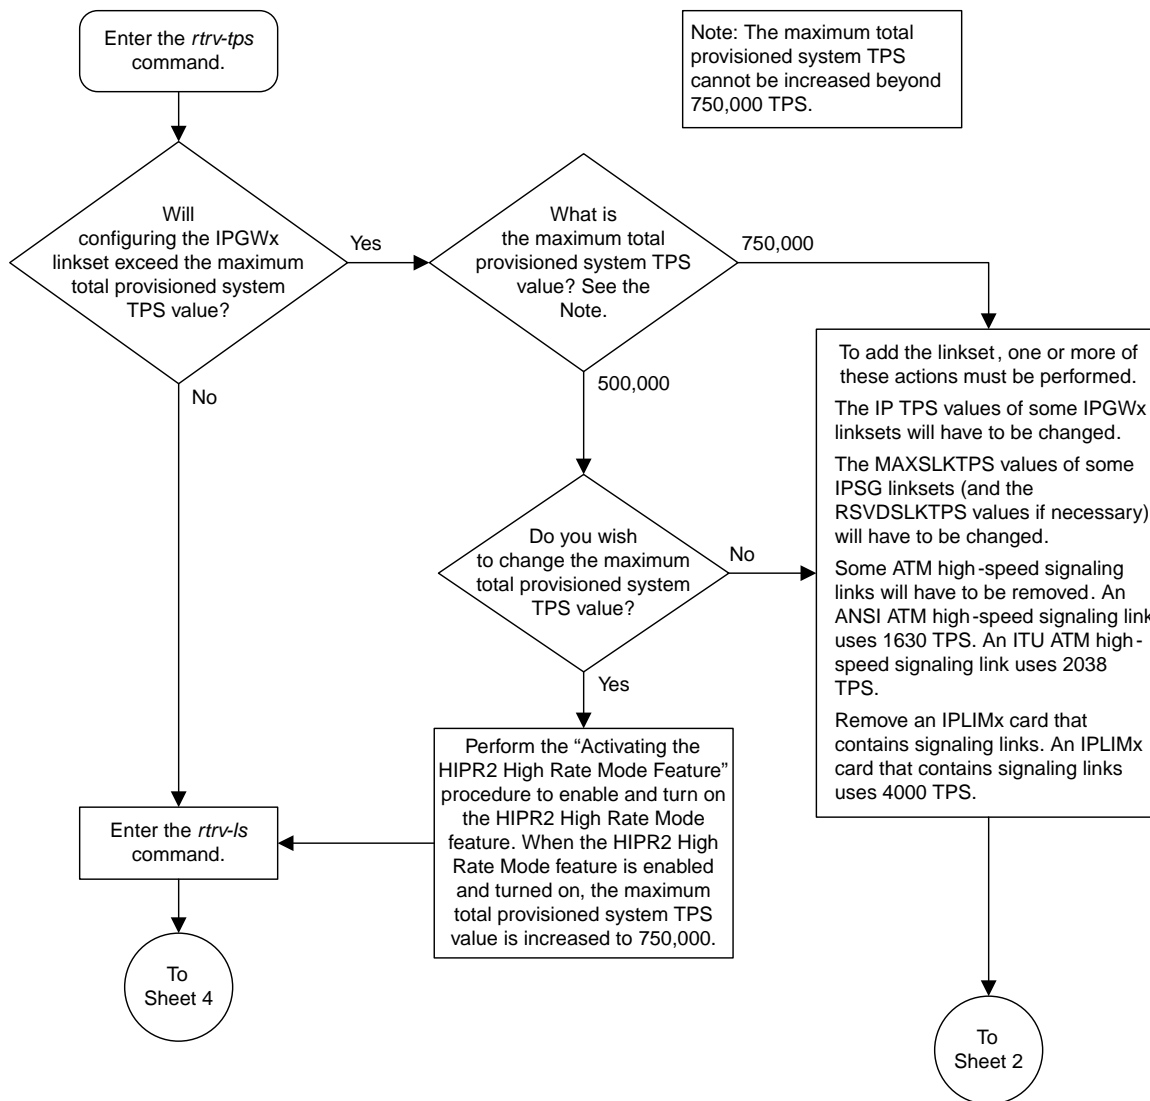 Enter the rtrv-tps
command.
Note: The maximum total
provisioned system TPS
cannot be increased beyond
750,000 TPS.
Will
configuring the IPGWx
linkset exceed the maximum
total provisioned system
TPS value?
Yes
What is
the maximum total
provisioned system TPS
value? See the
Note.
750,000
No
500,000
To add the linkset, one or more of
these actions must be performed.
The IP TPS values of some IPGWx
linksets will have to be changed.
The MAXSLKTPS values of some
IPSG linksets (and the
RSVDSLKTPS values if necessary)
will have to be changed.
Some ATM high-speed signaling
links will have to be removed. An
ANSI ATM high-speed signaling link
uses 1630 TPS. An ITU ATM high-
speed signaling link uses 2038
TPS.
Remove an IPLIMx card that
contains signaling links. An IPLIMx
card that contains signaling links
uses 4000 TPS.
Do you wish
to change the maximum
total provisioned system
TPS value?
No
Yes
Perform the “Activating the
HIPR2 High Rate Mode Feature”
procedure to enable and turn on
the HIPR2 High Rate Mode
feature. When the HIPR2 High
Rate Mode feature is enabled
and turned on, the maximum
total provisioned system TPS
value is increased to 750,000.
Enter the rtrv-ls
command.
To
Sheet 4
To
Sheet 2